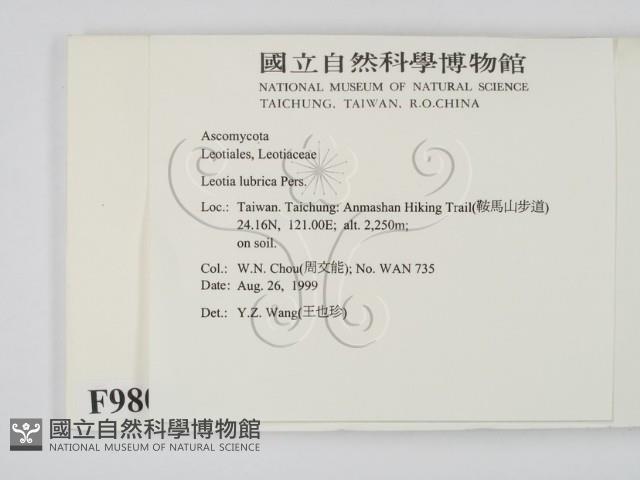 國立自然科學博物館
NATIONAL MUSEUM OF NATURAL SCIENCE
TAICHUNG, TAIWAN, R.O.CHINA
Ascomycota
Leotiales, Leotiaceae
Leotia lubrica Pers.
Loc.: Taiwan. Taichung: Anmashan Hiking Trail(鞍馬山步道)
24.16N, 121.00E; alt. 2,250m;
on soil.
Col.: W.N. Chou(周文能); No. WAN 735
Date: Aug. 26, 1999
Det.: Y.Z. Wang(王也珍)
國立自然科學博物館
NATIONAL MUSEUM OF NATURAL SCIENCE